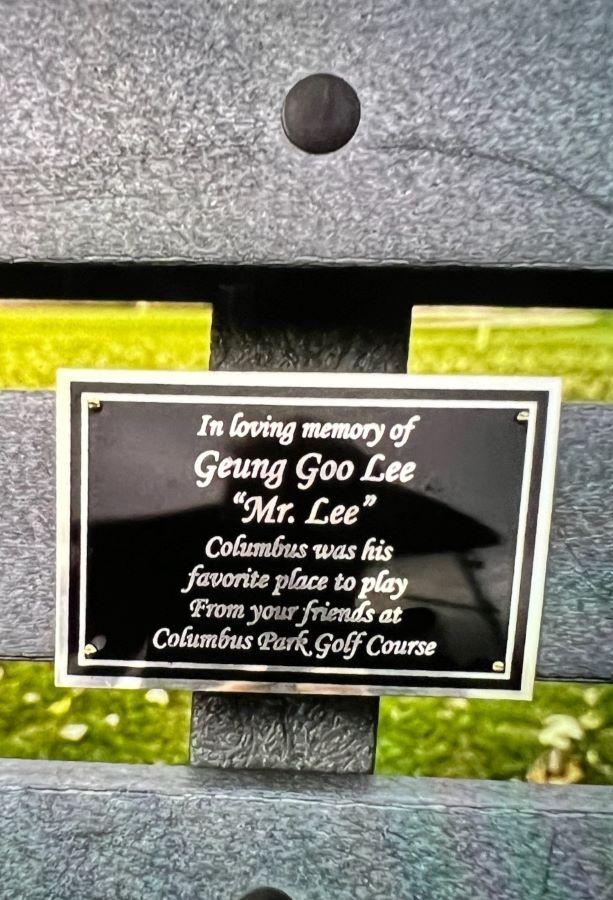 In loving memory of
Geung Goo Lee
“Mr. Lee”
Columbus was his
favorite place to play
From your friends at
Columbus Park Golf Course